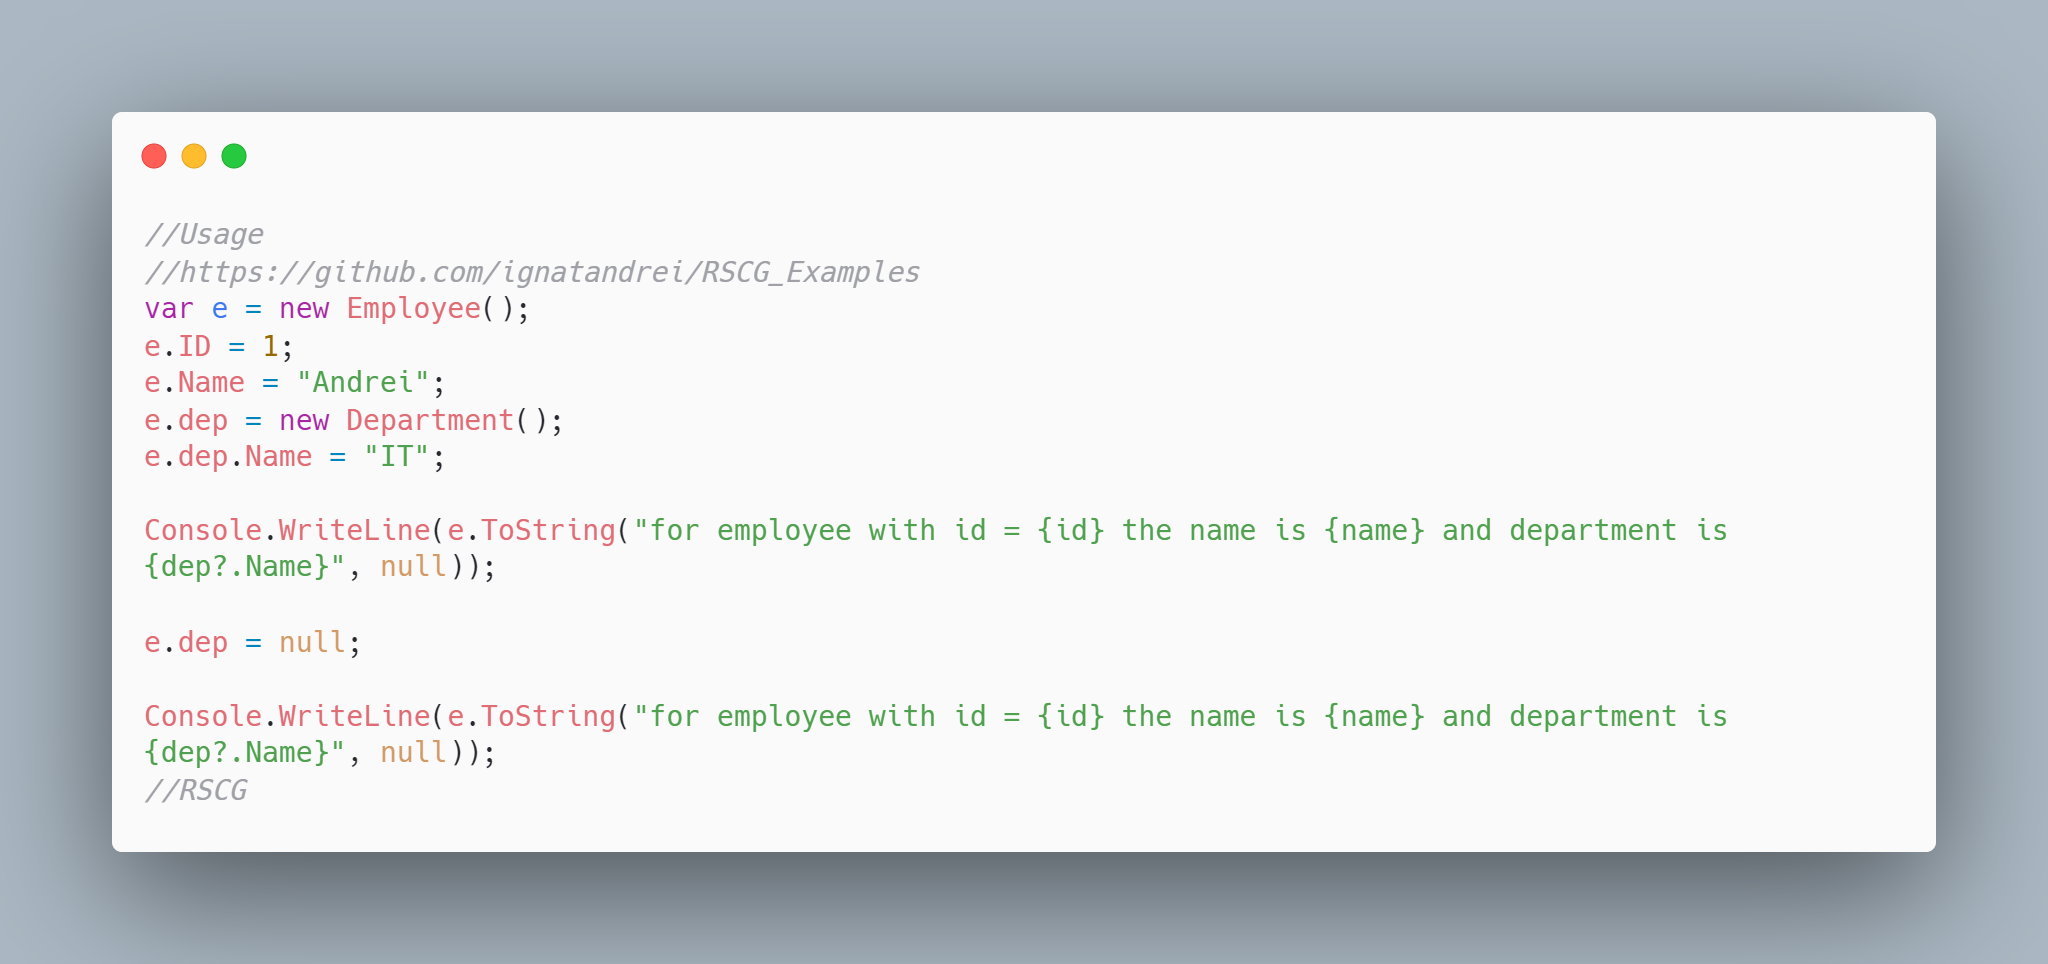 //Usage
//https://github.com/ignatandrei/RSCG_Examples
var e = new Employee();
e.ID = 1;
e.Name = "Andrei";
e.dep = new Department();
e.dep.Name = "IT";
Console.WriteLine(e.ToString("for employee with id = {id} the name is {name} and department is
{dep?.Name}", null));
e.dep = null;
Console.WriteLine(e.ToString("for employee with id = {id} the name is {name} and department is
{dep?.Name}", null));
//RSCG